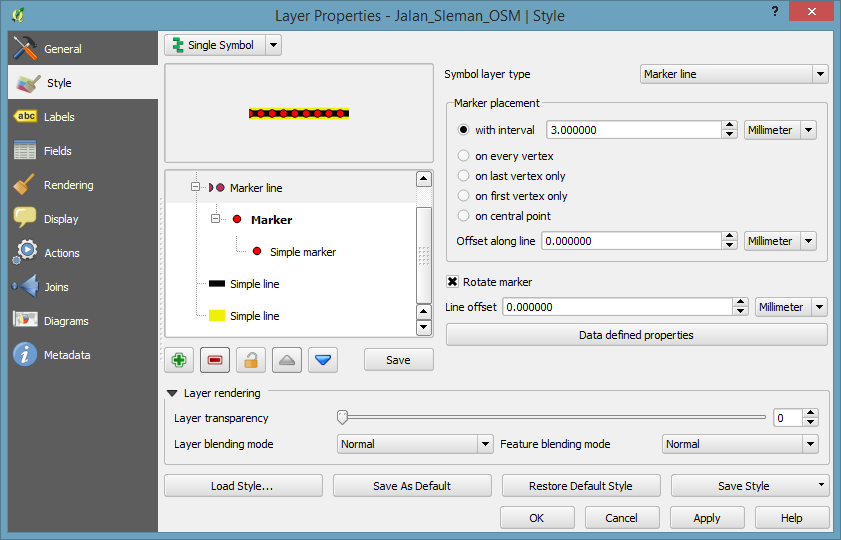 Layer Properties - Jalan_Sleman_OSM | Style
?
General
Style
abc Labels
Fields
Rendering
Display
Actions
Joins
Diagrams
Metadata
Single Symbol
Marker line
Marker
Simple marker
Simple line
Simple line
Save
Symbol layer type Marker line
Marker placement
with interval 3.000000 Millimeter
on every vertex
on last vertex only
on first vertex only
on central point
Offset along line 0.000000 Millimeter
Rotate marker
Line offset 0.000000 Millimeter
Data defined properties
Layer rendering
Layer transparency 0
Layer blending mode Normal Feature blending mode Normal
Load Style... Save As Default Restore Default Style Save Style
OK Cancel Apply Help